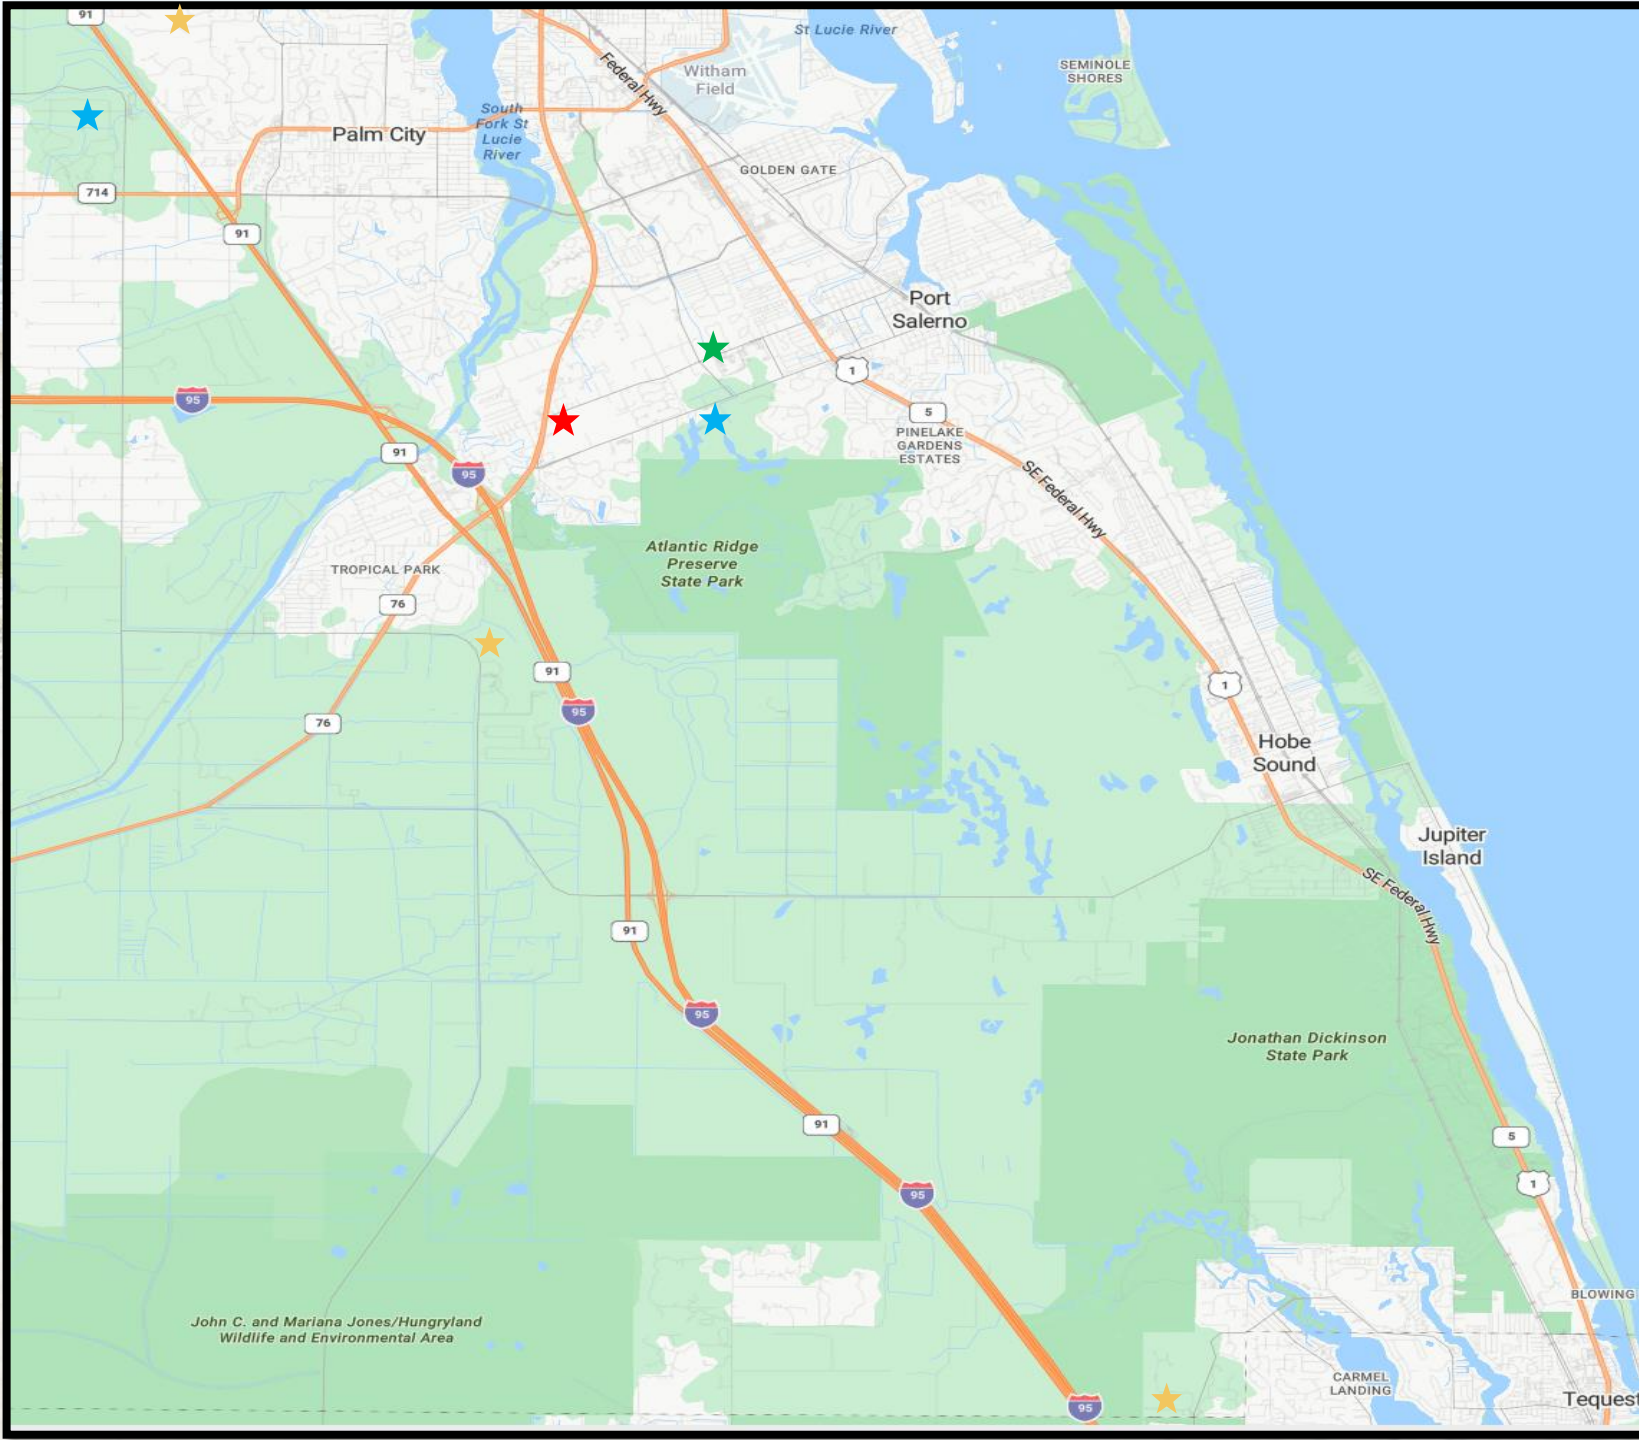 91
St Lucie River
SEMINOLE
SHORES
Federal Hwy
Witham
Field
South
Fork St
Lucie
River
Palm City
GOLDEN GATE
714
91
Port
Salerno
1
95
5
PINELAKE
GARDENS
ESTATES
91
95
SE Federal Hwy
Atlantic Ridge
Preserve
State Park
TROPICAL PARK
76
91
1
95
76
Hobe
Sound
Jupiter
Island
SE Federal Hwy
91
95
Jonathan Dickinson
State Park
91
5
1
95
BLOWING
John C. and Mariana Jones/Hungryland
Wildlife and Environmental Area
CARMEL
LANDING
Tequest
95